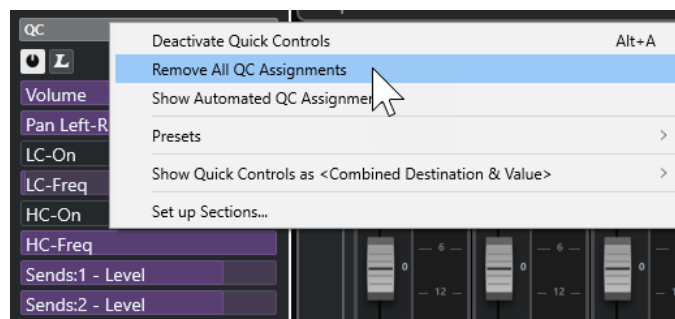 QC
Deactivate Quick Controls Alt+A
L
Remove All QC Assignments
Volume
Show Automated QC
Pan
Presets
LC-On
Show Quick Controls as <Combined Destination & Value>
LC-Freq
Set up Sections...
HC-On
HC-Freq
6 6
0 0 0
Sends:1 - Level
12 12
Sends:2 - Level